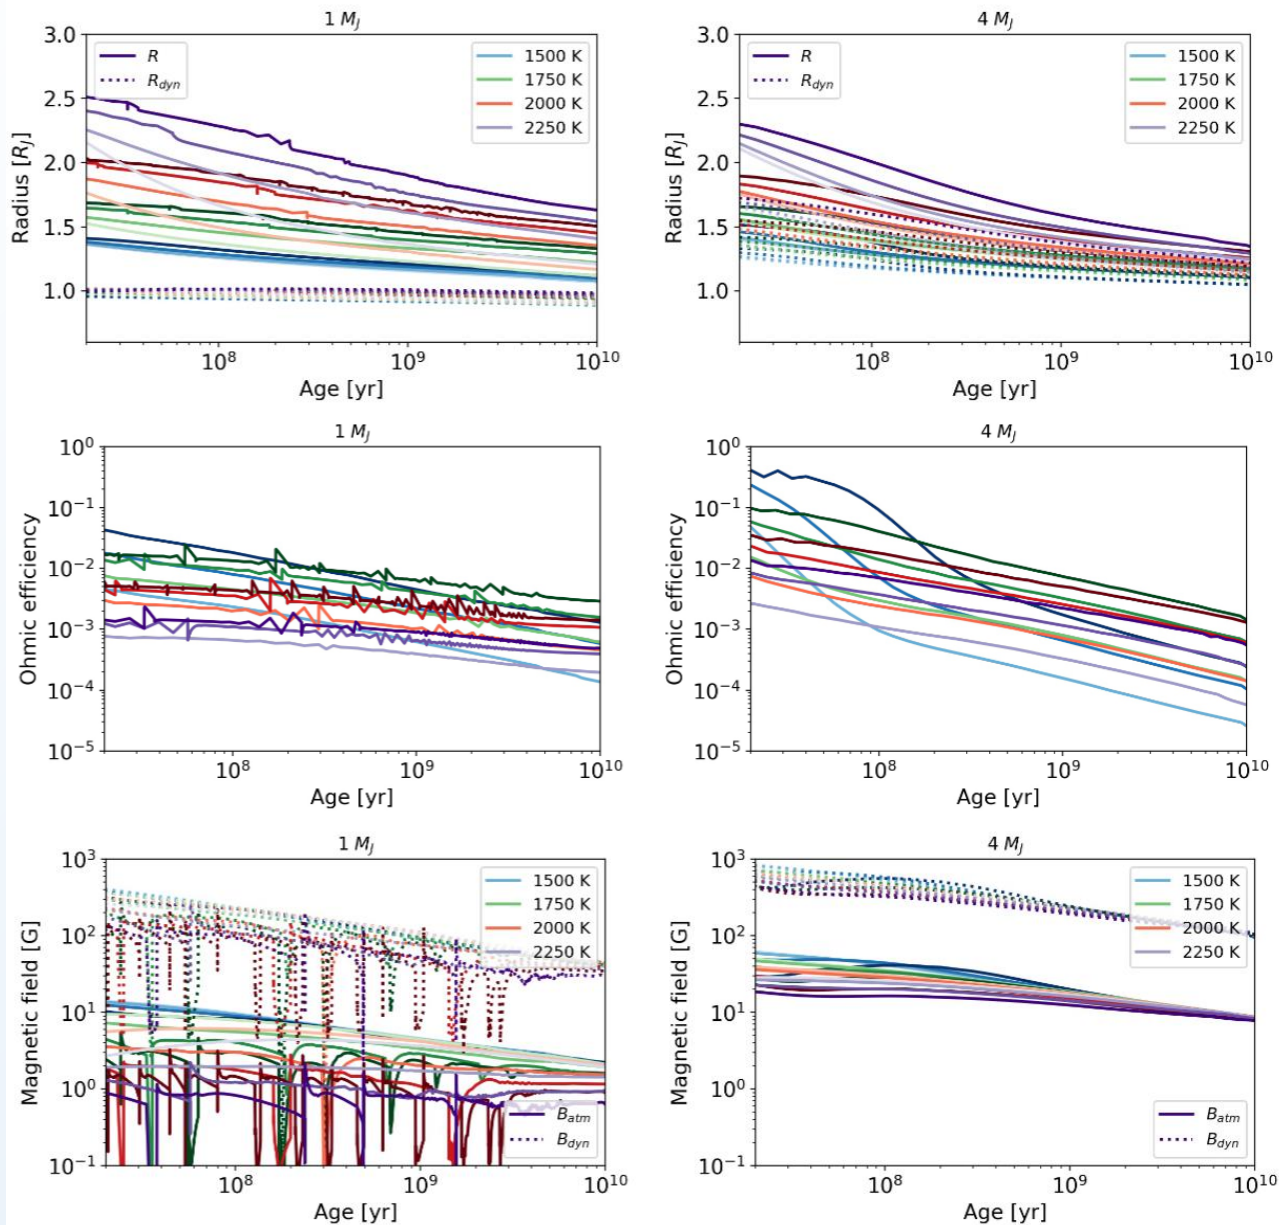 1 M_J
3.0
2.5
2.0
1.5
1.0
Radius [R_J]
R
R_dyn
1500 K
1750 K
2000 K
2250 K
10^8
10^9
10^10
Age [yr]
4 M_J
3.0
2.5
2.0
1.5
1.0
Radius [R_J]
R
R_dyn
1500 K
1750 K
2000 K
2250 K
10^8
10^9
10^10
Age [yr]
1 M_J
10^0
10^-1
10^-2
10^-3
10^-4
10^-5
Ohmic efficiency
10^8
10^9
10^10
Age [yr]
4 M_J
10^0
10^-1
10^-2
10^-3
10^-4
10^-5
Ohmic efficiency
10^8
10^9
10^10
Age [yr]
1 M_J
10^3
10^2
10^1
10^0
10^-1
Magnetic field [G]
1500 K
1750 K
2000 K
2250 K
B_atm
B_dyn
10^8
10^9
10^10
Age [yr]
4 M_J
10^3
10^2
10^1
10^0
10^-1
Magnetic field [G]
1500 K
1750 K
2000 K
2250 K
B_atm
B_dyn
10^8
10^9
10^10
Age [yr]